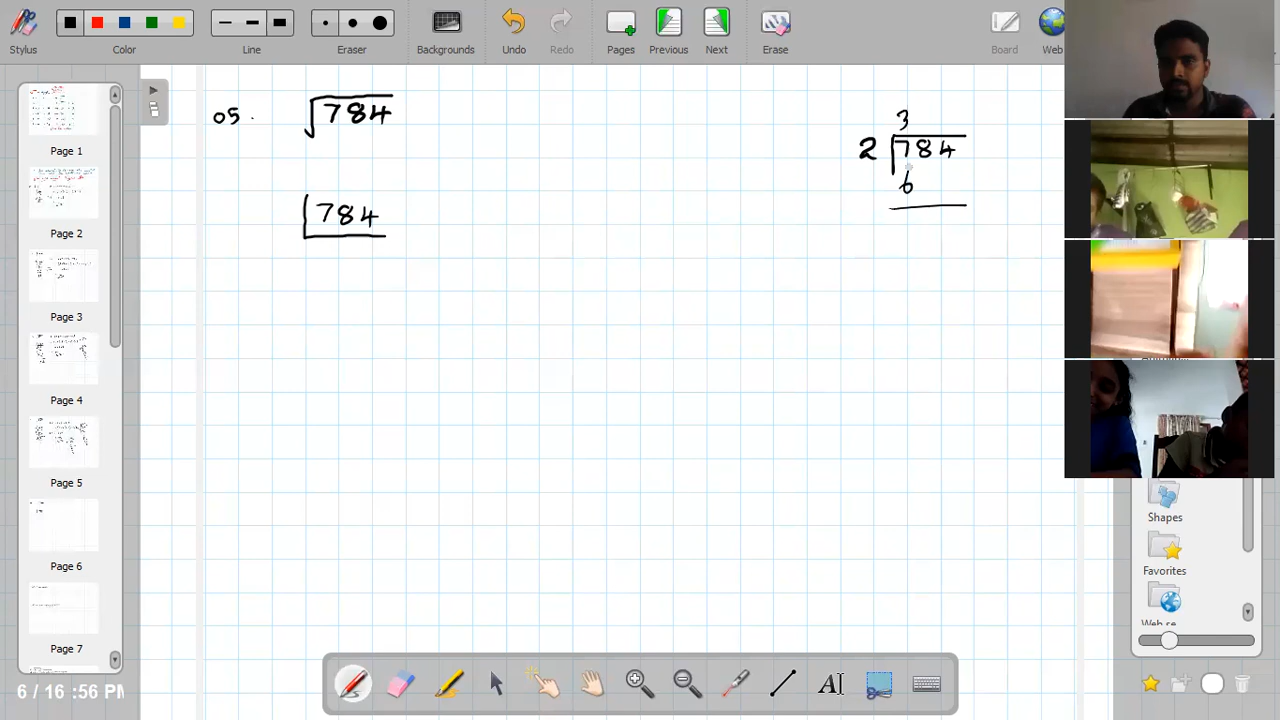 Stylus
Color
Line
Eraser
Backgrounds
Undo
Redo
Pages
Previous
Next
Erase
Board
Web
05. √784
784
3
2 784
6
Page 1
Page 2
Page 3
Page 4
Page 5
Page 6
Page 7
Shapes
Favorites
Web se
6 / 16 :56 PM
A